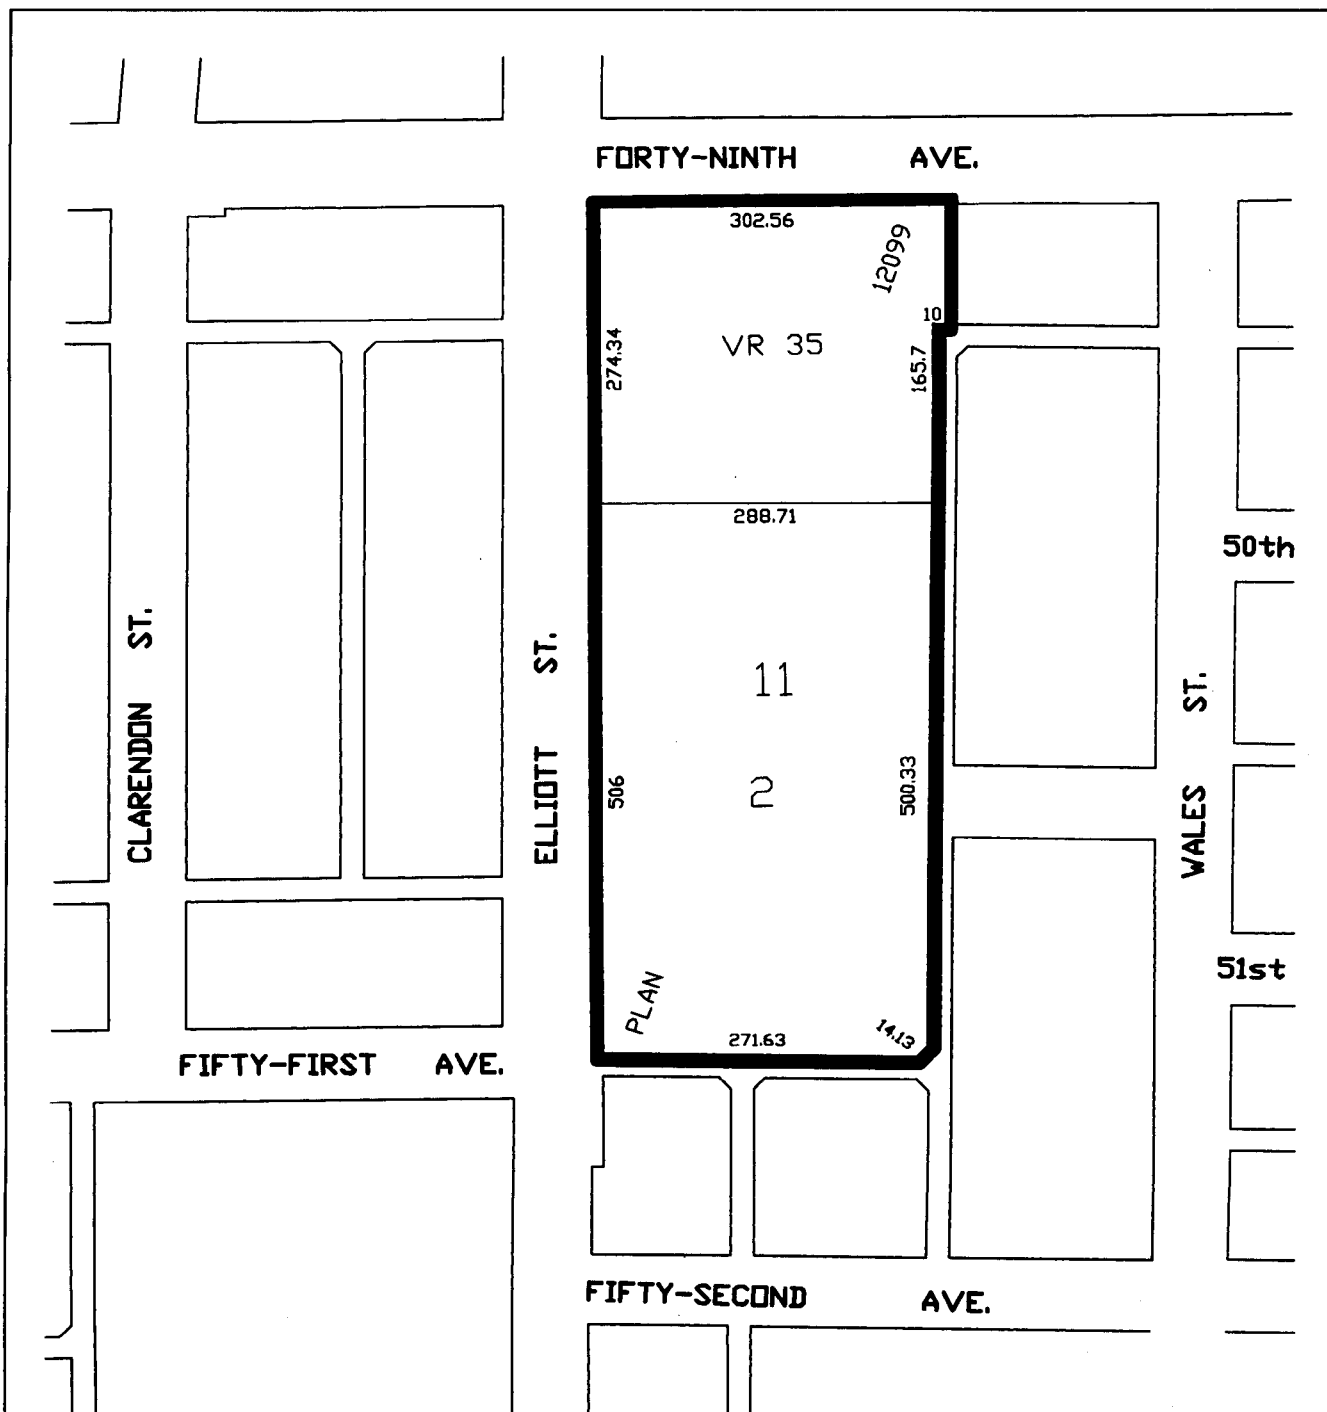 FORTY-NINTH AVE.
302.56
12099
10
VR 35
274.34
165.7
288.71
50th
CLARENDON ST.
ELLIOTT ST.
11
WALES ST.
506
2
500.33
51st
PLAN
14.13
271.63
FIFTY-FIRST AVE.
FIFTY-SECOND AVE.